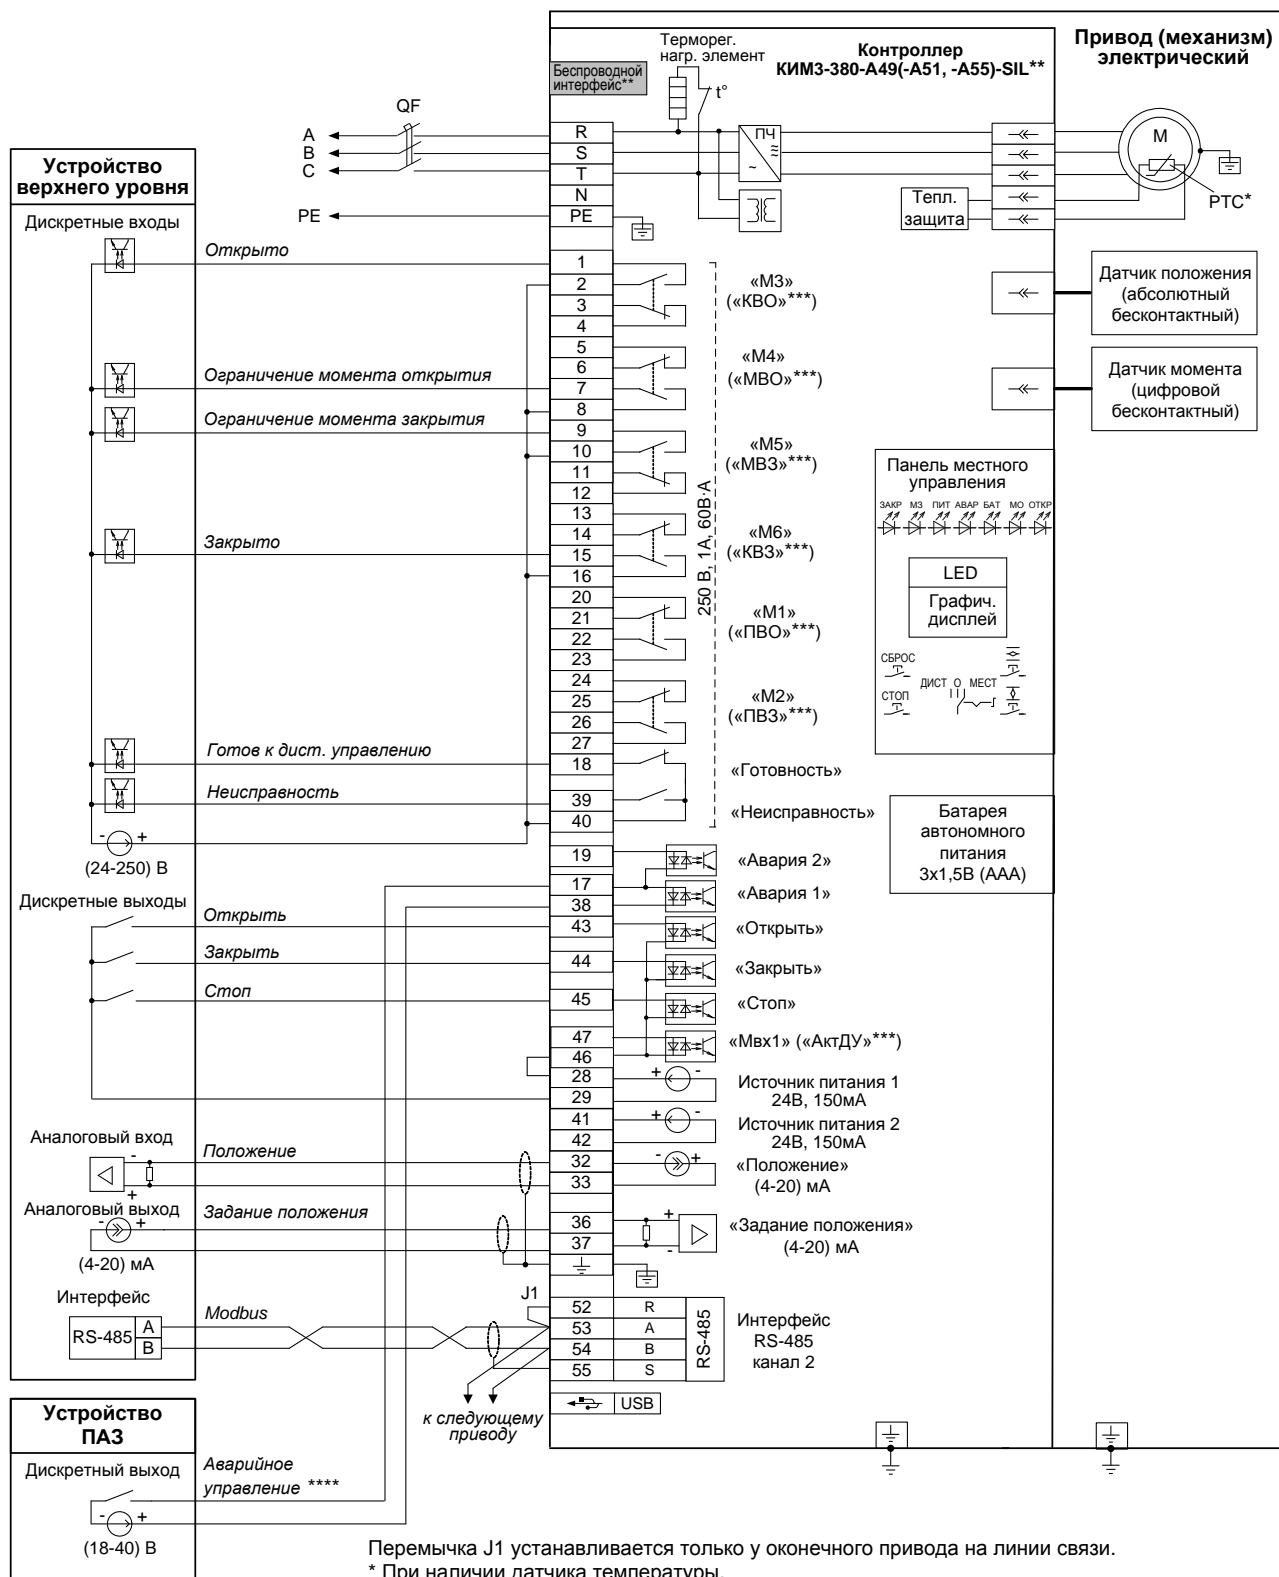 Привод (механизм)
электрический
Контроллер
КИМ3-380-А49(-А51, -А55)-SIL**
Терморег.
нагр. элемент
t°
Беспроводной
интерфейс**
QF
A
B
C
PE
R
S
T
N
PE
ПЧ
~
Тепл.
защита
M
PTC*
Устройство
верхнего уровня
Дискретные входы
Открыто
Ограничение момента открытия
Ограничение момента закрытия
Закрыто
Готов к дист. управлению
Неисправность
- +
(24-250) В
1
2
3
4
5
6
7
8
9
10
11
12
13
14
15
16
20
21
22
23
24
25
26
27
18
39
40
«М3»
(«КВО»***)
«М4»
(«МВО»***)
«М5»
(«МВЗ»***)
«М6»
(«КВЗ»***)
«М1»
(«ПВО»***)
«М2»
(«ПВЗ»***)
«Готовность»
«Неисправность»
250 В, 1А, 60В·А
Датчик положения
(абсолютный
бесконтактный)
Датчик момента
(цифровой
бесконтактный)
Панель местного
управления
ЗАКР МЗ ПИТ АВАР БАТ МО ОТКР
LED
Графич.
дисплей
СБРОС
СТОП
ДИСТ О МЕСТ
Батарея
автономного
питания
3х1,5В (ААА)
19
17
38
43
44
45
47
46
28
29
41
42
32
33
36
37
«Авария 2»
«Авария 1»
«Открыть»
«Закрыть»
«Стоп»
«Мвх1» («АктДУ»***)
+ -
Источник питания 1
24В, 150мА
+ -
Источник питания 2
24В, 150мА
- +
«Положение»
(4-20) мА
+
-
«Задание положения»
(4-20) мА
Дискретные выходы
Открыть
Закрыть
Стоп
Аналоговый вход
-
+
Положение
Аналоговый выход
- +
(4-20) мА
Задание положения
Интерфейс
RS-485
A
B
Modbus
J1
52 R
53 A
54 B
55 S
RS-485
Интерфейс
RS-485
канал 2
USB
к следующему
приводу
Устройство
ПАЗ
Дискретный выход
- +
(18-40) В
Аварийное
управление ****
Перемычка J1 устанавливается только у оконечного привода на линии связи.
* При наличии датчика температуры.